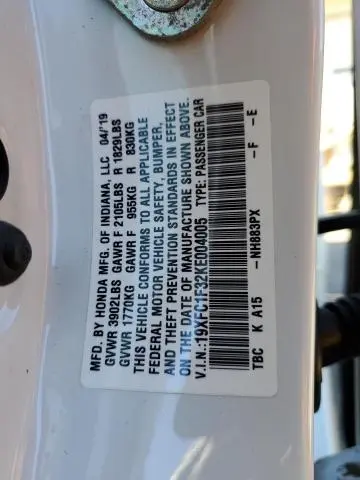 MFD. BY HONDA MFG. OF INDIANA, LLC 04/'19
GVWR 3902LBS GAWR F 2105LBS R 1829LBS
GVWR 1770KG GAWR F 955KG R 830KG
THIS VEHICLE CONFORMS TO ALL APPLICABLE
FEDERAL MOTOR VEHICLE SAFETY, BUMPER,
AND THEFT PREVENTION STANDARDS IN EFFECT
ON THE DATE OF MANUFACTURE SHOWN ABOVE.
V.I.N.:19XFC1F32KE004005 TYPE: PASSENGER CAR
TBC K A15 -NH883PX -F -E